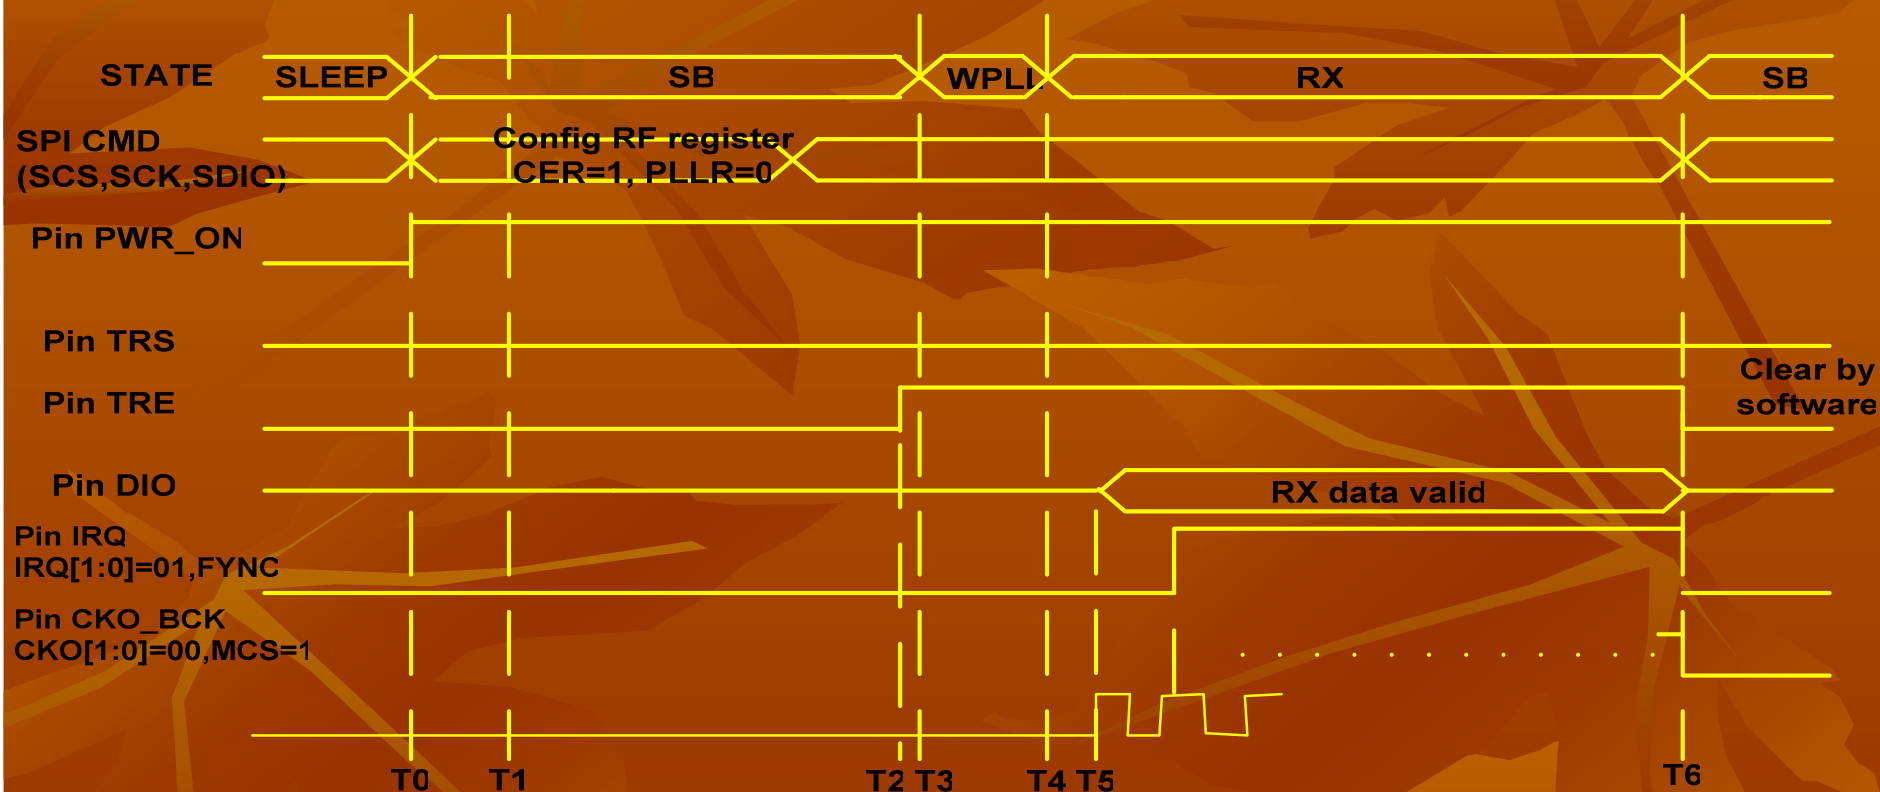 STATE SLEEP SB WPLL RX SB
SPI CMD
(SCS,SCK,SDIO)
Config RF register
CER=1, PLLR=0
Pin PWR_ON
Pin TRS
Pin TRE
Clear by
software
Pin DIO RX data valid
Pin IRQ
IRQ[1:0]=01,FYNC
Pin CKO_BCK
CKO[1:0]=00,MCS=1
T0 T1 T2 T3 T4 T5 T6